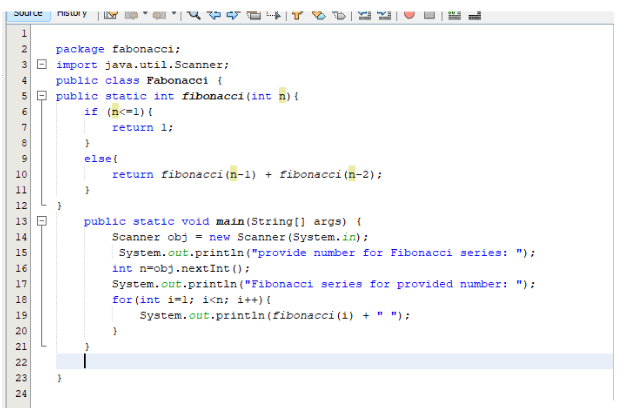 Source History
1
2 package fabonacci;
3 import java.util.Scanner;
4 public class Fabonacci {
5 public static int fibonacci(int n){
6 if (n<=1){
7 return 1;
8 }
9 else{
10 return fibonacci(n-1) + fibonacci(n-2);
11 }
12 }
13 public static void main(String[] args) {
14 Scanner obj = new Scanner(System.in);
15 System.out.println("provide number for Fibonacci series: ");
16 int n=obj.nextInt();
17 System.out.println("Fibonacci series for provided number: ");
18 for(int i=1; i<n; i++){
19 System.out.println(fibonacci(i) + " ");
20 }
21 }
22
23 }
24